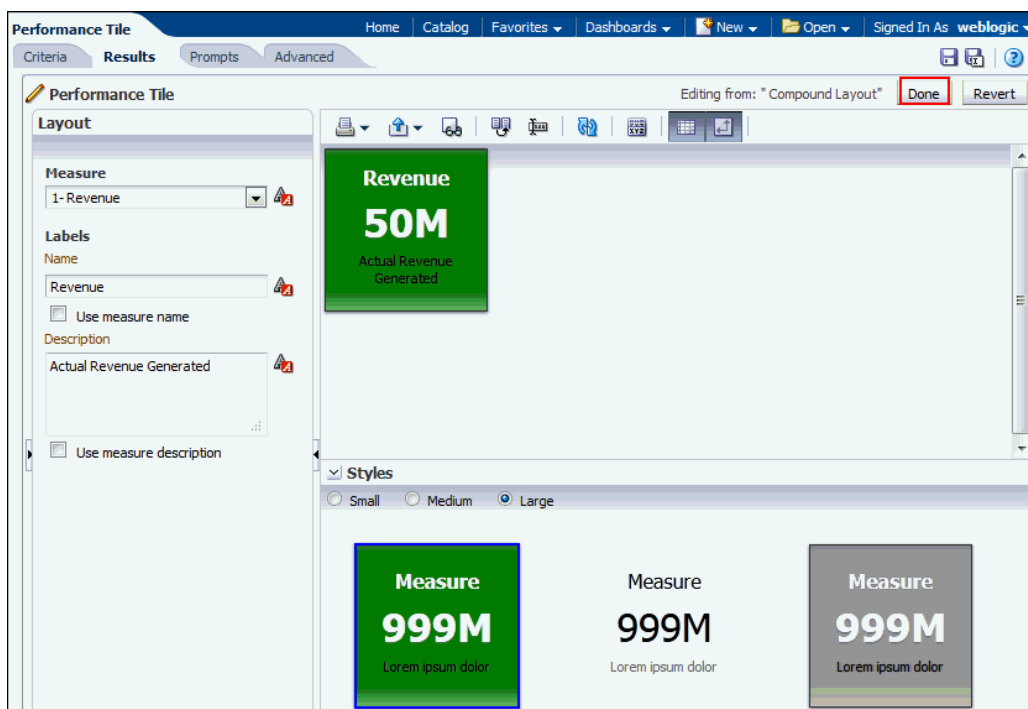 Performance Tile
Home Catalog Favorites Dashboards New Open Signed In As weblogic
Criteria Results Prompts Advanced
Performance Tile
Editing from: "Compound Layout" Done Revert
Layout
Measure
1- Revenue
Labels
Name
Revenue
Use measure name
Description
Actual Revenue Generated
Use measure description
Revenue
50M
Actual Revenue
Generated
Styles
Small Medium Large
Measure
999M
Lorem ipsum dolor
Measure
999M
Lorem ipsum dolor
Measure
999M
Lorem ipsum dolor